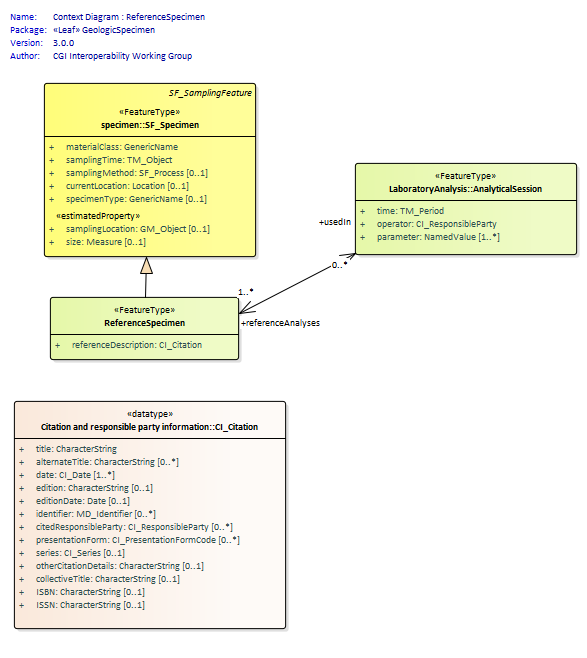 Name: Context Diagram : ReferenceSpecimen
Package: «Leaf» GeologicSpecimen
Version: 3.0.0
Author: CGI Interoperability Working Group
SF_SamplingFeature
«FeatureType»
specimen::SF_Specimen
+ materialClass: GenericName
+ samplingTime: TM_Object
+ samplingMethod: SF_Process [0..1]
+ currentLocation: Location [0..1]
+ specimenType: GenericName [0..1]
«estimatedProperty»
+ samplingLocation: GM_Object [0..1]
+ size: Measure [0..1]
«FeatureType»
LaboratoryAnalysis::AnalyticalSession
+ time: TM_Period
+ operator: CI_ResponsibleParty
+ parameter: NamedValue [1..*]
+usedIn
0..*
1..*
+referenceAnalyses
«FeatureType»
ReferenceSpecimen
+ referenceDescription: CI_Citation
«datatype»
Citation and responsible party information::CI_Citation
+ title: CharacterString
+ alternateTitle: CharacterString [0..*]
+ date: CI_Date [1..*]
+ edition: CharacterString [0..1]
+ editionDate: Date [0..1]
+ identifier: MD_Identifier [0..*]
+ citedResponsibleParty: CI_ResponsibleParty [0..*]
+ presentationForm: CI_PresentationFormCode [0..*]
+ series: CI_Series [0..1]
+ otherCitationDetails: CharacterString [0..1]
+ collectiveTitle: CharacterString [0..1]
+ ISBN: CharacterString [0..1]
+ ISSN: CharacterString [0..1]